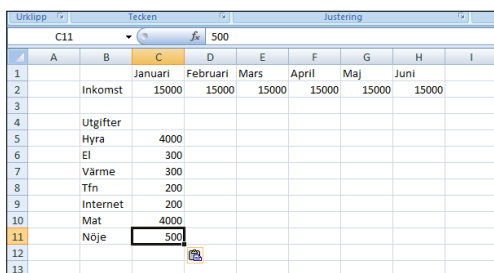 Urklipp Tecken Justering
C11 fx 500
A B C D E F G H I
1 Januari Februari Mars April Maj Juni
2 Inkomst 15000 15000 15000 15000 15000 15000
3
4 Utgifter
5 Hyra 4000
6 El 300
7 Värme 300
8 Tfn 200
9 Internet 200
10 Mat 4000
11 Nöje 500
12
13